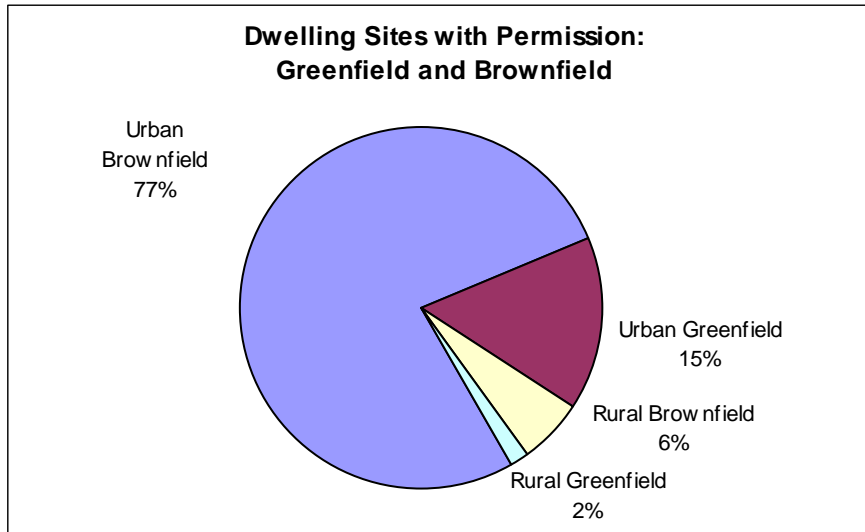 Dwelling Sites with Permission:
Greenfield and Brownfield
Urban
Brownfield
77%
Urban Greenfield
15%
Rural Brownfield
6%
Rural Greenfield
2%